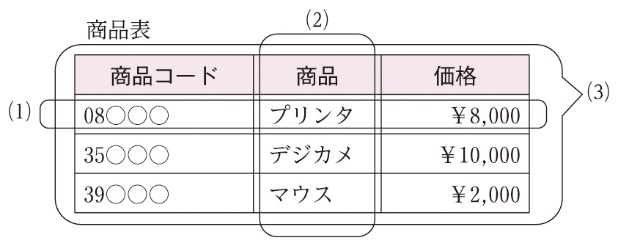 (2)
商品表
商品コード 商品 価格
(1) 08○○○ プリンタ ¥8,000
(3)
35○○○ デジカメ ¥10,000
39○○○ マウス ¥2,000